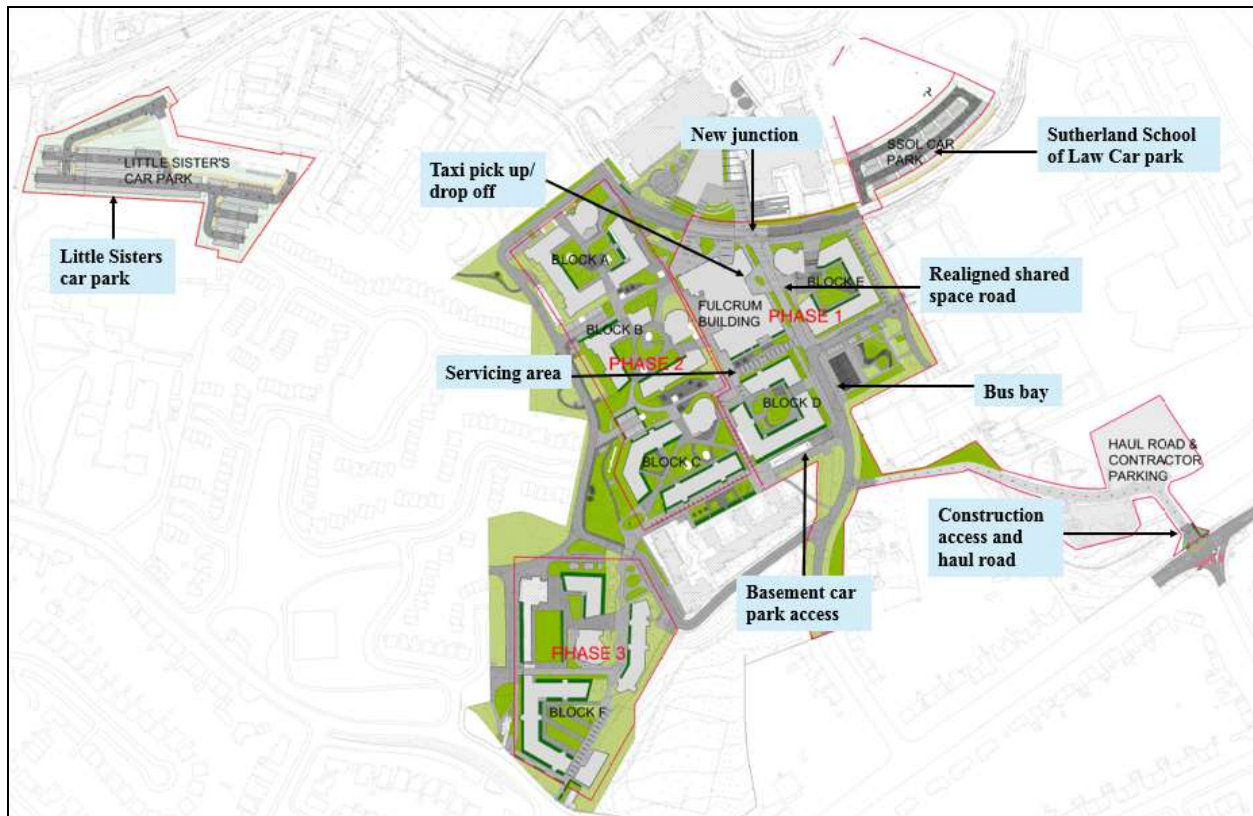 New junction
Sutherland School
of Law Car park
SSOL CAR
PARK
Taxi pick up/
drop off
LITTLE SISTER'S
CAR PARK
Little Sisters
car park
BLOCK A
BLOCK E
Realigned shared
space road
FULCRUM
BUILDING
PHASE 1
BLOCK B
PHASE 2
Servicing area
BLOCK D
Bus bay
BLOCK C
HAUL ROAD &
CONTRACTOR
PARKING
Construction
access and
haul road
Basement car
park access
PHASE 3
BLOCK F